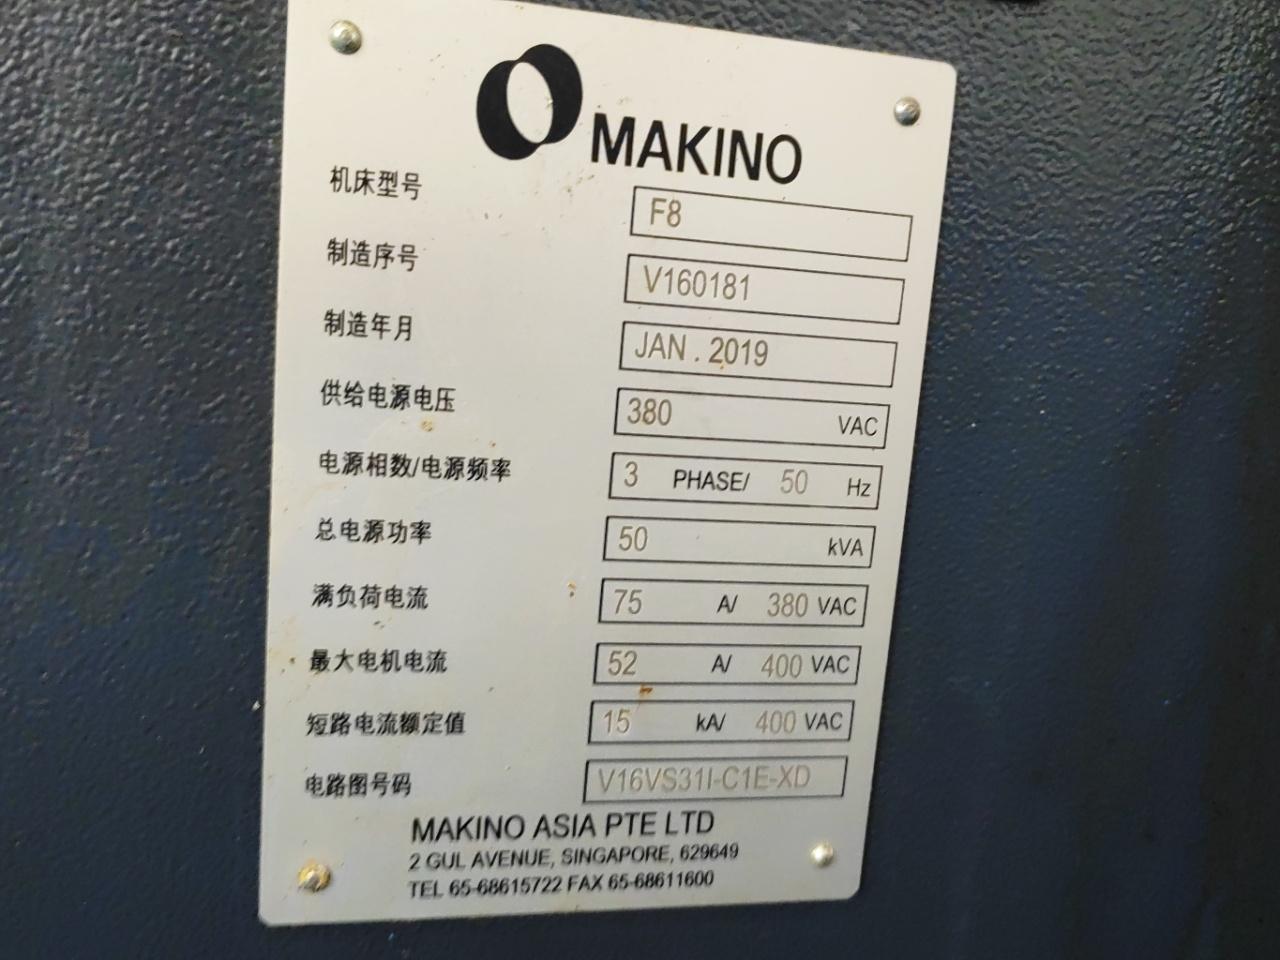 MAKINO
机床型号 F8
制造序号 V160181
制造年月 JAN . 2019
供给电源电压 380 VAC
电源相数/电源频率 3 PHASE/ 50 Hz
总电源功率 50 kVA
满负荷电流 75 A/ 380 VAC
最大电机电流 52 A/ 400 VAC
短路电流额定值 15 kA/ 400 VAC
电路图号码 V16VS31I-C1E-XD
MAKINO ASIA PTE LTD
2 GUL AVENUE, SINGAPORE, 629649
TEL 65-68615722 FAX 65-68611600